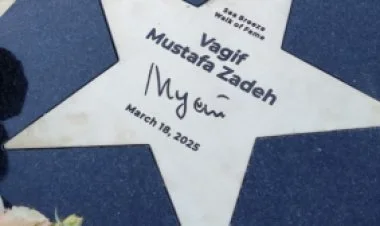 Sea Breeze
Walk of Fame
Vagif
Mustafa Zadeh
March 18, 2025